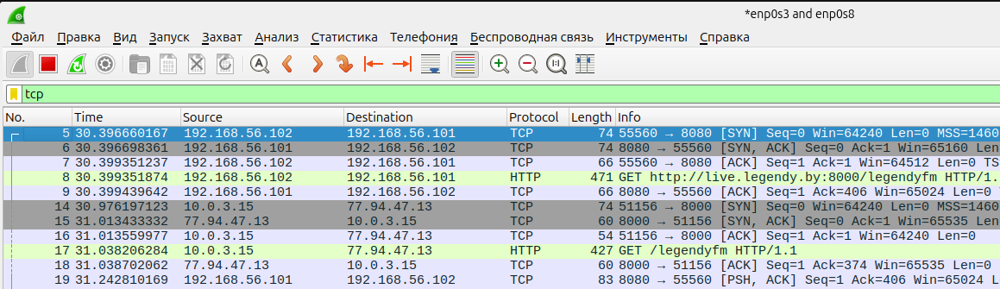 *enp0s3 and enp0s8
Файл Правка Вид Запуск Захват Анализ Статистика Телефония Беспроводная связь Инструменты Справка
tcp
No. Time Source Destination Protocol Length Info
5 30.396660167 192.168.56.102 192.168.56.101 TCP 74 55560 → 8080 [SYN] Seq=0 Win=64240 Len=0 MSS=1460
6 30.396698361 192.168.56.101 192.168.56.102 TCP 74 8080 → 55560 [SYN, ACK] Seq=0 Ack=1 Win=65160 Len
7 30.399351237 192.168.56.102 192.168.56.101 TCP 66 55560 → 8080 [ACK] Seq=1 Ack=1 Win=64512 Len=0 TS
8 30.399351874 192.168.56.102 192.168.56.101 HTTP 471 GET http://live.legendy.by:8000/legendyfm HTTP/1.
9 30.399439642 192.168.56.101 192.168.56.102 TCP 66 8080 → 55560 [ACK] Seq=1 Ack=406 Win=65024 Len=0
14 30.976197123 10.0.3.15 77.94.47.13 TCP 74 51156 → 8000 [SYN] Seq=0 Win=64240 Len=0 MSS=1460
15 31.013433332 77.94.47.13 10.0.3.15 TCP 60 8000 → 51156 [SYN, ACK] Seq=0 Ack=1 Win=65535 Len
16 31.013559977 10.0.3.15 77.94.47.13 TCP 54 51156 → 8000 [ACK] Seq=1 Ack=1 Win=64240 Len=0
17 31.038206284 10.0.3.15 77.94.47.13 HTTP 427 GET /legendyfm HTTP/1.1
18 31.038702062 77.94.47.13 10.0.3.15 TCP 60 8000 → 51156 [ACK] Seq=1 Ack=374 Win=65535 Len=0
19 31.242810169 192.168.56.101 192.168.56.102 TCP 83 8080 → 55560 [PSH, ACK] Seq=1 Ack=406 Win=65024 L